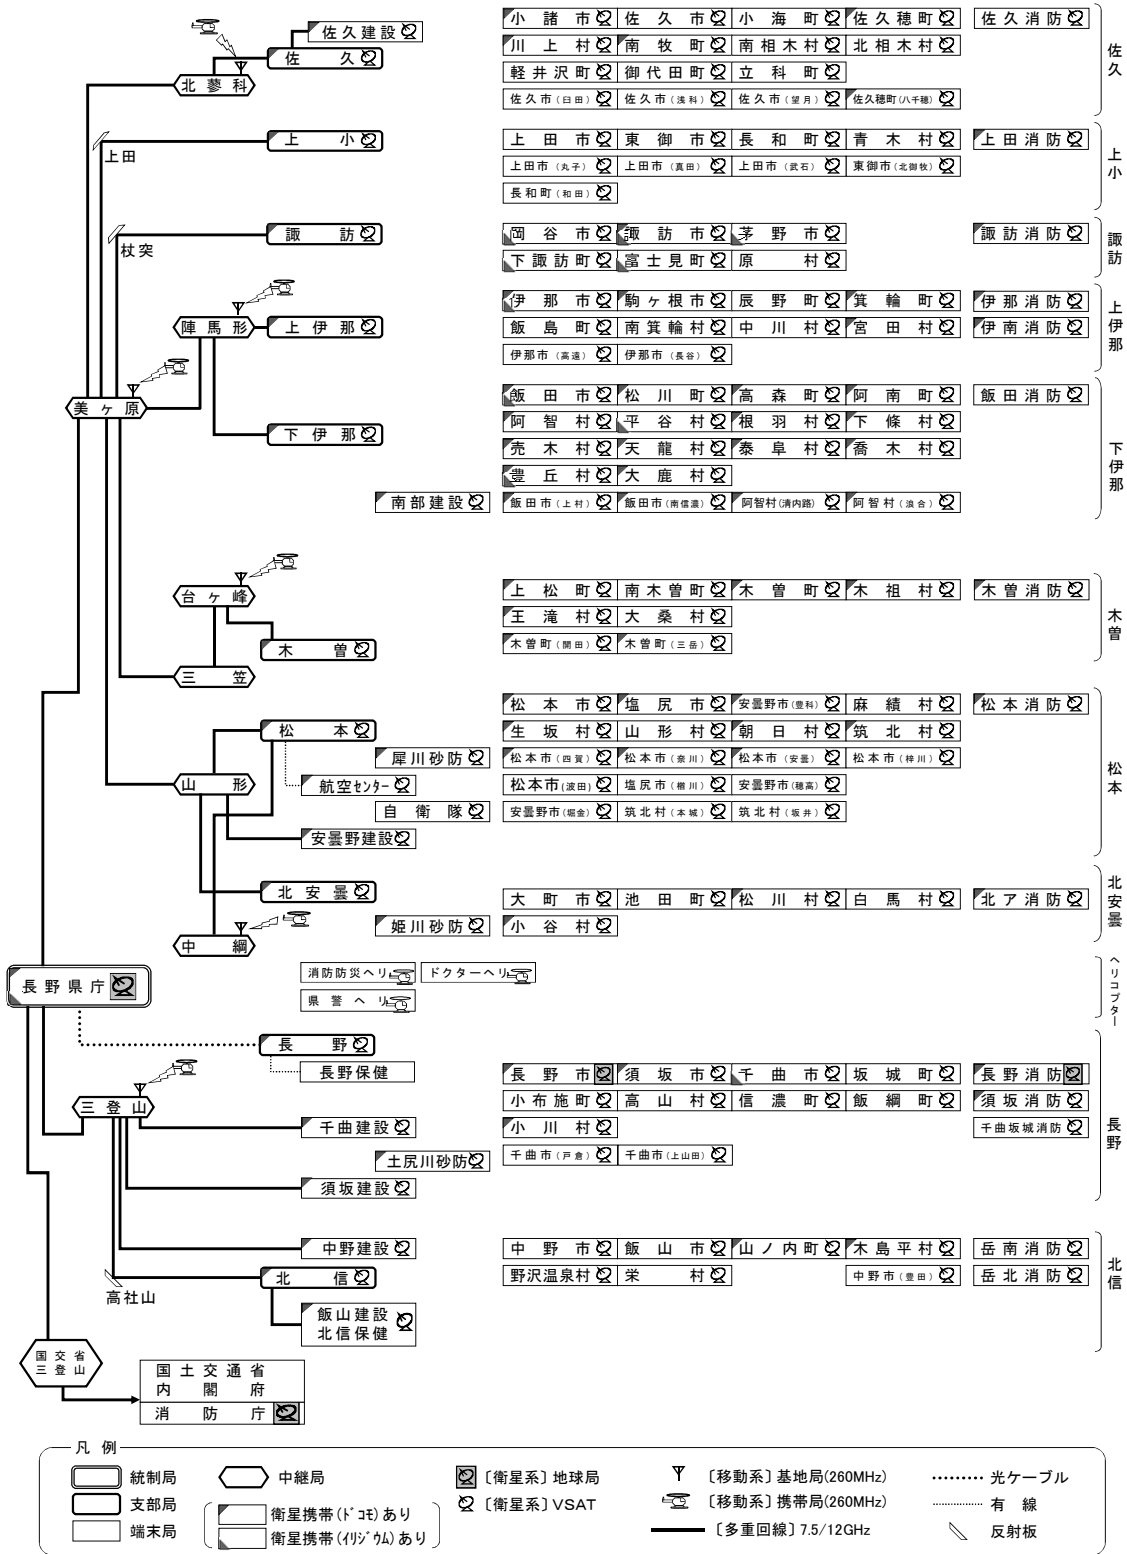 佐久建設
佐久
北蓼科
小諸市 佐久市 小海町 佐久穂町 佐久消防
川上村 南牧町 南相木村 北相木村
軽井沢町 御代田町 立科町
佐久市(臼田) 佐久市(浅科) 佐久市(望月) 佐久穂町(八千穂)
佐久
上田
上小
上田市 東御市 長和町 青木村 上田消防
上田市(丸子) 上田市(真田) 上田市(武石) 東御市(北御牧)
長和町(和田)
上小
杖突
諏訪
岡谷市 諏訪市 茅野市 諏訪消防
下諏訪町 富士見町 原村
諏訪
陣馬形
上伊那
伊那市 駒ヶ根市 辰野町 箕輪町 伊那消防
飯島町 南箕輪村 中川村 宮田村 伊南消防
伊那市(高遠) 伊那市(長谷)
上伊那
美ヶ原
下伊那
飯田市 松川町 高森町 阿南町 飯田消防
阿智村 平谷村 根羽村 下條村
売木村 天龍村 泰阜村 喬木村
豊丘村 大鹿村
南部建設 飯田市(上村) 飯田市(南信濃) 阿智村(清内路) 阿智村(浪合)
下伊那
台ヶ峰
木曽
三笠
上松町 南木曽町 木曽町 木祖村 木曽消防
王滝村 大桑村
木曽町(開田) 木曽町(三岳)
木曽
松本
山形
松本市 塩尻市 安曇野市(豊科) 麻績村 松本消防
生坂村 山形村 朝日村 筑北村
犀川砂防 松本市(四賀) 松本市(奈川) 松本市(安曇) 松本市(梓川)
航空センター 松本市(波田) 塩尻市(楢川) 安曇野市(穂高)
自衛隊 安曇野市(堀金) 筑北村(本城) 筑北村(坂井)
安曇野建設
松本
北安曇
中綱
大町市 池田町 松川村 白馬村 北ア消防
姫川砂防 小谷村
北安曇
長野県庁
消防防災ヘリ ドクターヘリ
県警ヘリ
ヘリコプター
長野
長野保健
三登山
長野市 須坂市 千曲市 坂城町 長野消防
小布施町 高山村 信濃町 飯綱町 須坂消防
千曲建設 小川村 千曲坂城消防
土尻川砂防 千曲市(戸倉) 千曲市(上山田)
須坂建設
長野
中野建設 中野市 飯山市 山ノ内町 木島平村 岳南消防
北信 野沢温泉村 栄村 中野市(豊田) 岳北消防
高社山
飯山建設
北信保健
北信
国交省
三登山
国土交通省
内閣府
消防庁
凡例
統制局 中継局 〔衛星系〕地球局 〔移動系〕基地局(260MHz) 光ケーブル
支部局 衛星携帯(ﾄﾞｺﾓ)あり 〔衛星系〕VSAT 〔移動系〕携帯局(260MHz) 有線
端末局 衛星携帯(ｲﾘｼﾞｳﾑ)あり 〔多重回線〕7.5/12GHz 反射板